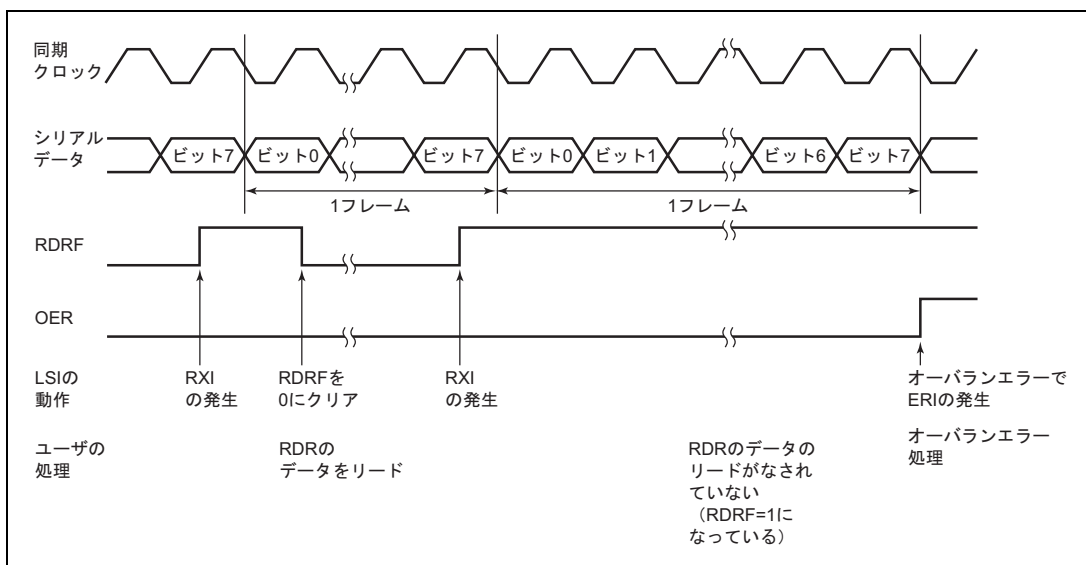 同期
クロック
シリアル
データ
ビット7
ビット0
ビット7
ビット0
ビット1
ビット6
ビット7
1フレーム
1フレーム
RDRF
OER
LSIの
動作
RXI
の発生
RDRFを
0にクリア
RXI
の発生
オーバランエラーで
ERIの発生
ユーザの
処理
RDRの
データをリード
RDRのデータの
リードがなされ
ていない
(RDRF=1に
なっている)
オーバランエラー
処理